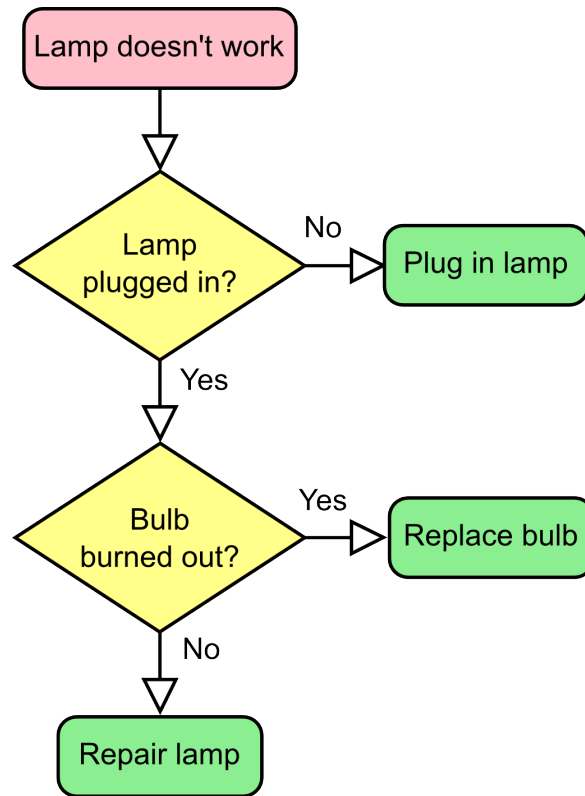 Lamp doesn't work
Lamp
plugged in?
No
Plug in lamp
Yes
Bulb
burned out?
Yes
Replace bulb
No
Repair lamp